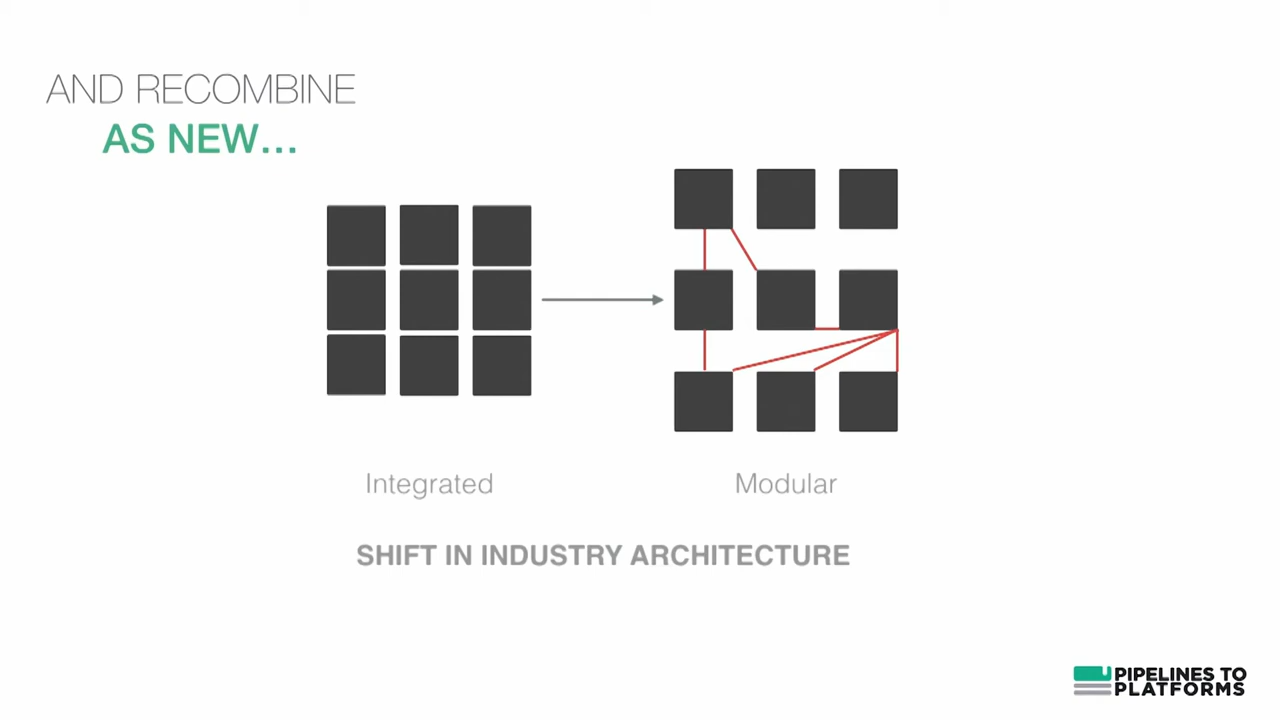 AND RECOMBINE
AS NEW...
Integrated
Modular
SHIFT IN INDUSTRY ARCHITECTURE
PIPELINES TO
PLATFORMS